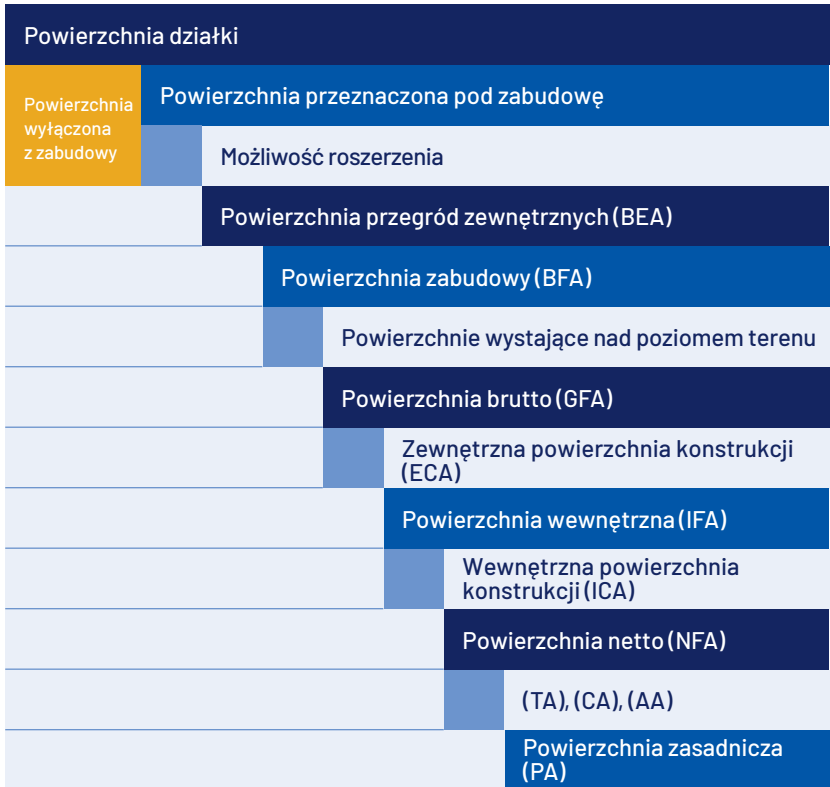 Powierzchnia działki
Powierzchnia
wyłączona
z zabudowy
Powierzchnia przeznaczona pod zabudowę
Możliwość roszerzenia
Powierzchnia przegród zewnętrznych (BEA)
Powierzchnia zabudowy (BFA)
Powierzchnie wystające nad poziomem terenu
Powierzchnia brutto (GFA)
Zewnętrzna powierzchnia konstrukcji
(ECA)
Powierzchnia wewnętrzna (IFA)
Wewnętrzna powierzchnia
konstrukcji (ICA)
Powierzchnia netto (NFA)
(TA), (CA), (AA)
Powierzchnia zasadnicza
(PA)